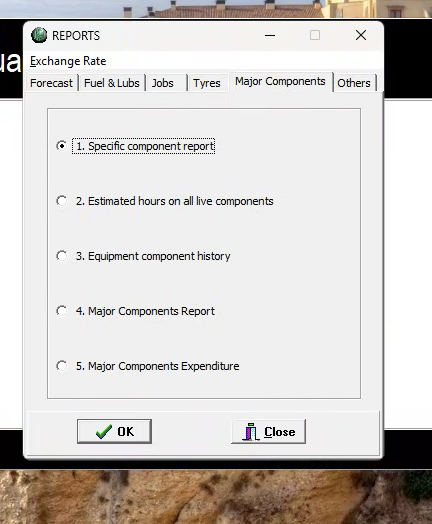 REPORTS
Exchange Rate
Forecast Fuel & Lubs Jobs Tyres Major Components Others
1. Specific component report
2. Estimated hours on all live components
3. Equipment component history
4. Major Components Report
5. Major Components Expenditure
OK Close